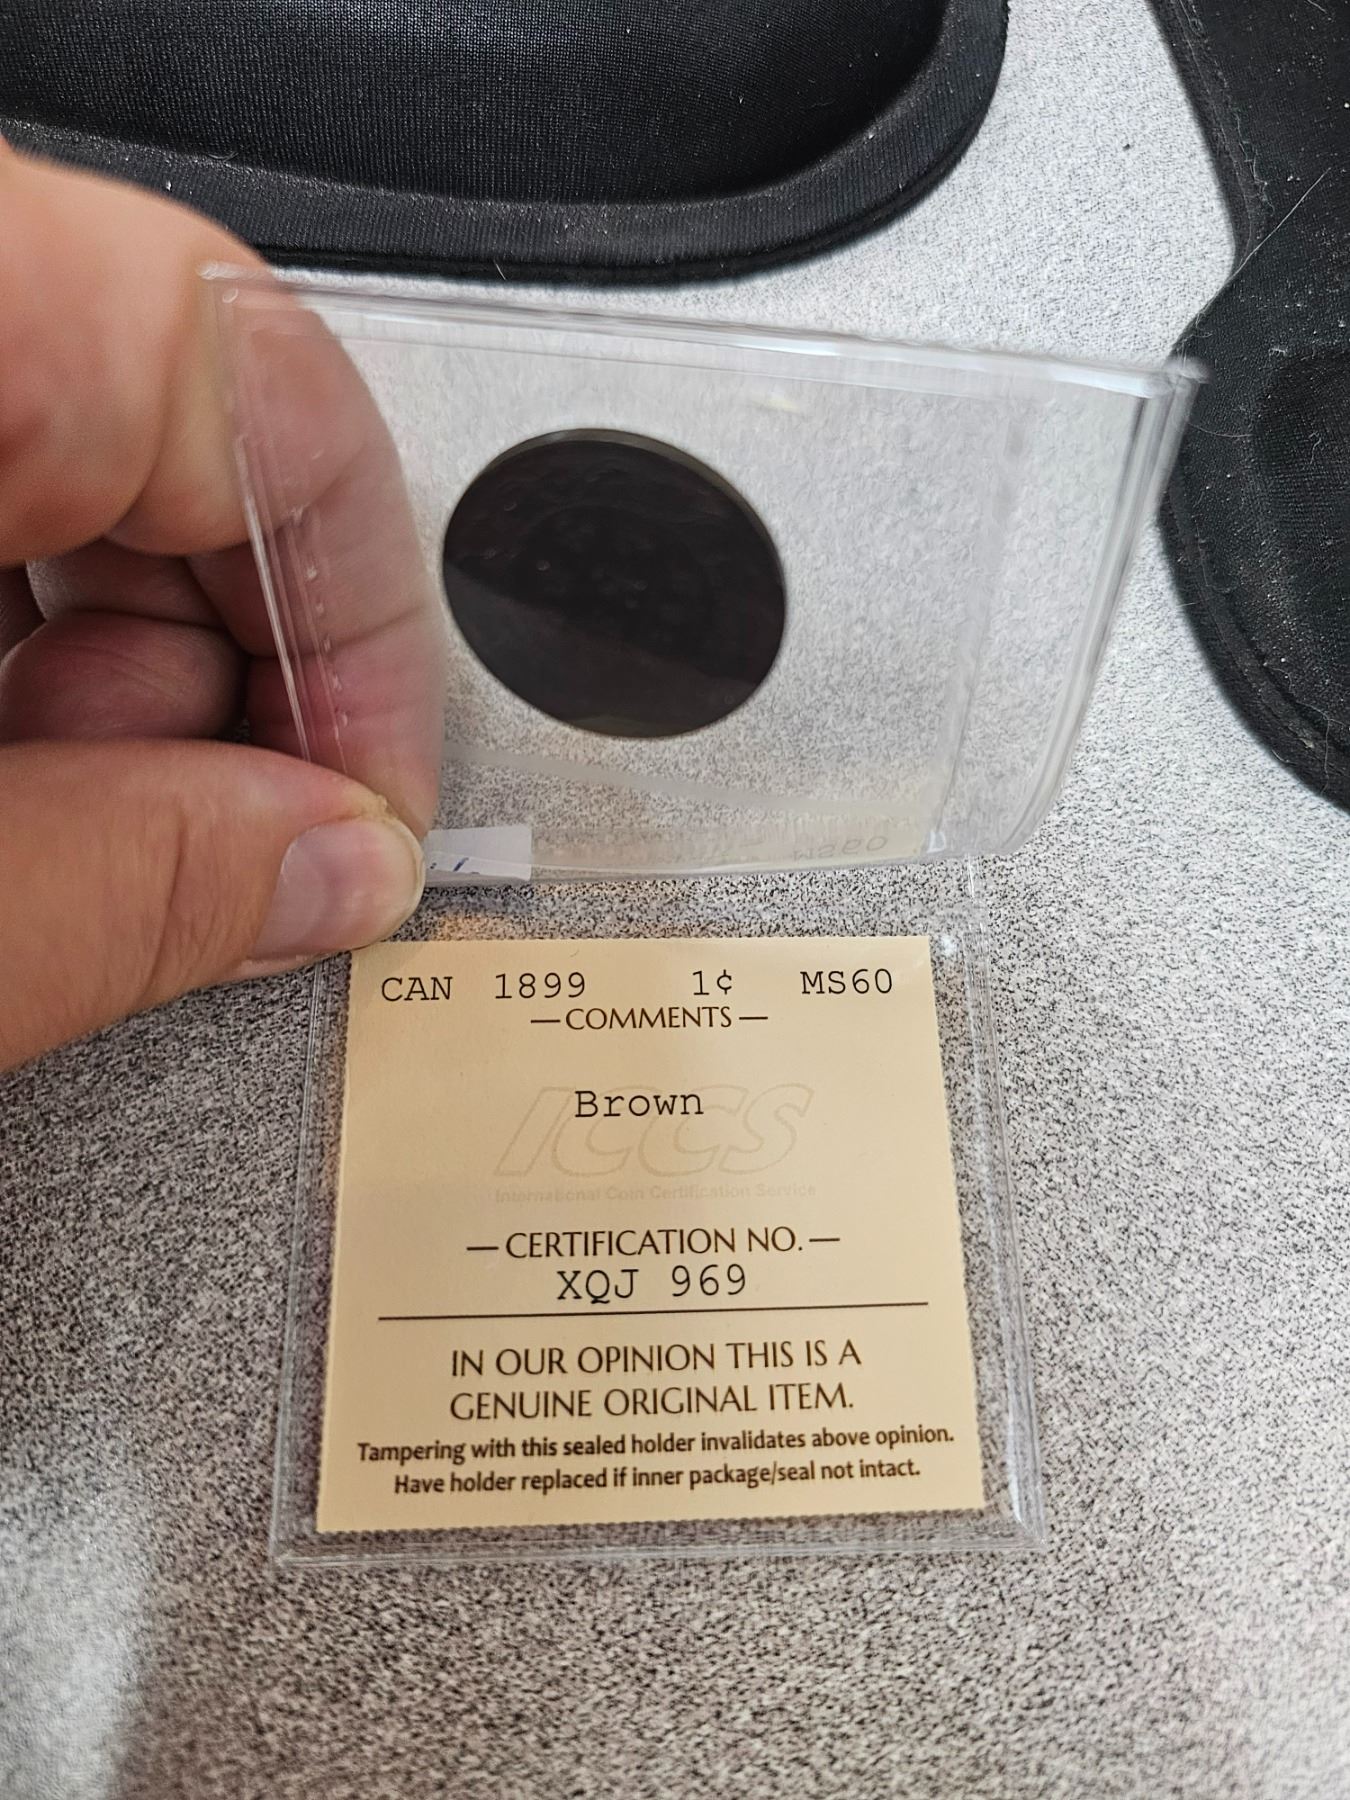 CAN 1899 1¢ MS60
—COMMENTS—
Brown
ICCS
International Coin Certification Service
—CERTIFICATION NO.—
XQJ 969
IN OUR OPINION THIS IS A
GENUINE ORIGINAL ITEM.
Tampering with this sealed holder invalidates above opinion.
Have holder replaced if inner package/seal not intact.